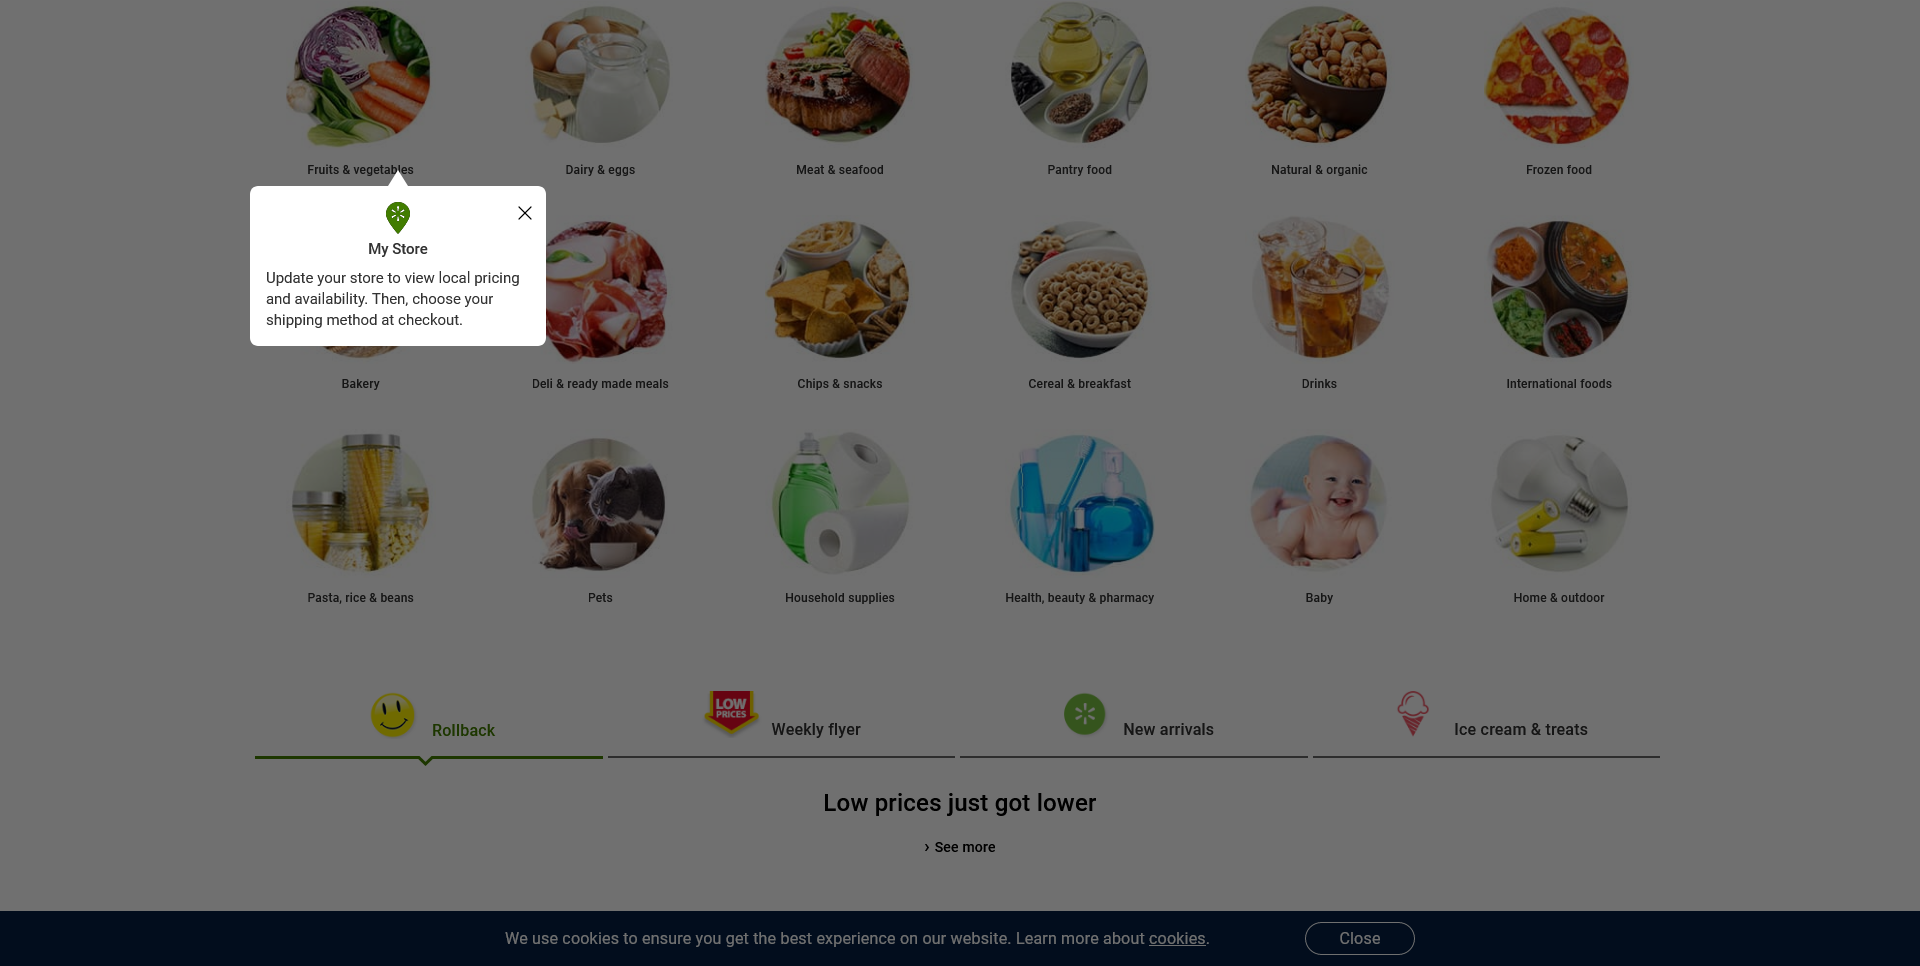 Fruits & vegetables
Dairy & eggs
Meat & seafood
Pantry food
Natural & organic
Frozen food
My Store
Update your store to view local pricing
and availability. Then, choose your
shipping method at checkout.
Bakery
Deli & ready made meals
Chips & snacks
Cereal & breakfast
Drinks
International foods
Pasta, rice & beans
Pets
Household supplies
Health, beauty & pharmacy
Baby
Home & outdoor
Rollback
LOW
PRICES
Weekly flyer
New arrivals
Ice cream & treats
Low prices just got lower
› See more
We use cookies to ensure you get the best experience on our website. Learn more about cookies.
Close